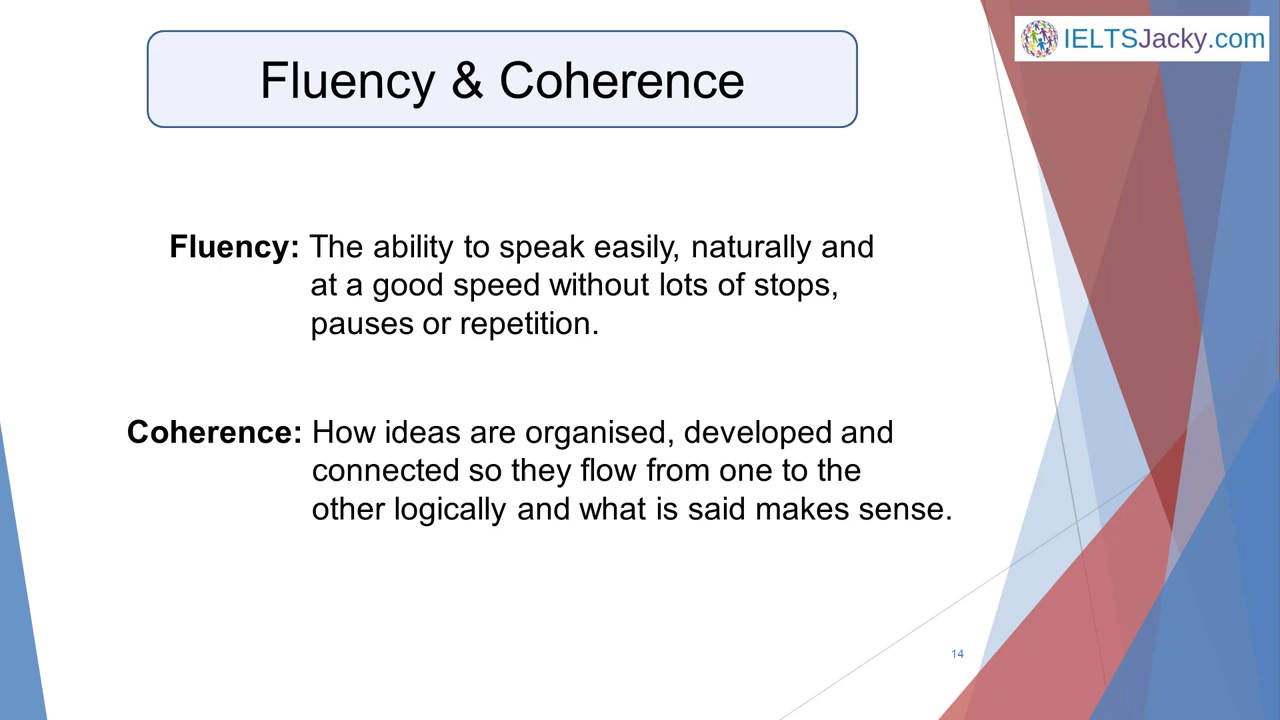 IELTSJacky.com
Fluency & Coherence
Fluency: The ability to speak easily, naturally and
at a good speed without lots of stops,
pauses or repetition.
Coherence: How ideas are organised, developed and
connected so they flow from one to the
other logically and what is said makes sense.
14